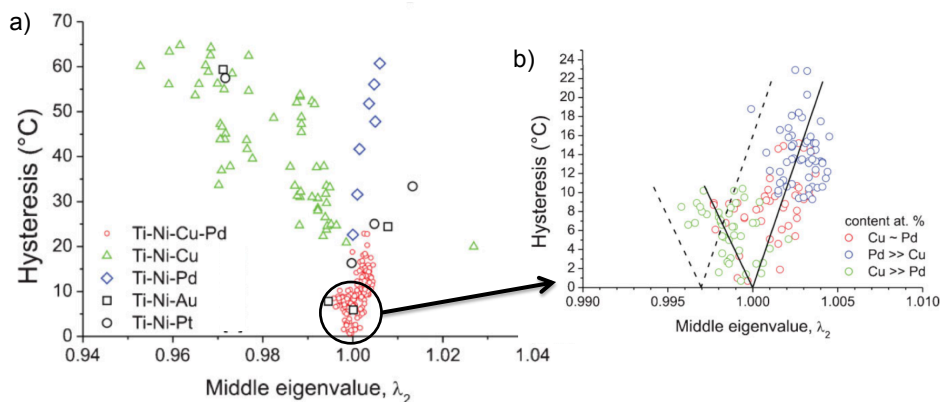 a)
Hysteresis (°C)
70
60
50
40
30
20
10
0
Ti-Ni-Cu-Pd
Ti-Ni-Cu
Ti-Ni-Pd
Ti-Ni-Au
Ti-Ni-Pt
0.94 0.96 0.98 1.00 1.02 1.04
Middle eigenvalue, λ2
b)
Hysteresis (°C)
24
22
20
18
16
14
12
10
8
6
4
2
0
content at. %
Cu ~ Pd
Pd >> Cu
Cu >> Pd
0.990 0.995 1.000 1.005 1.010
Middle eigenvalue, λ2